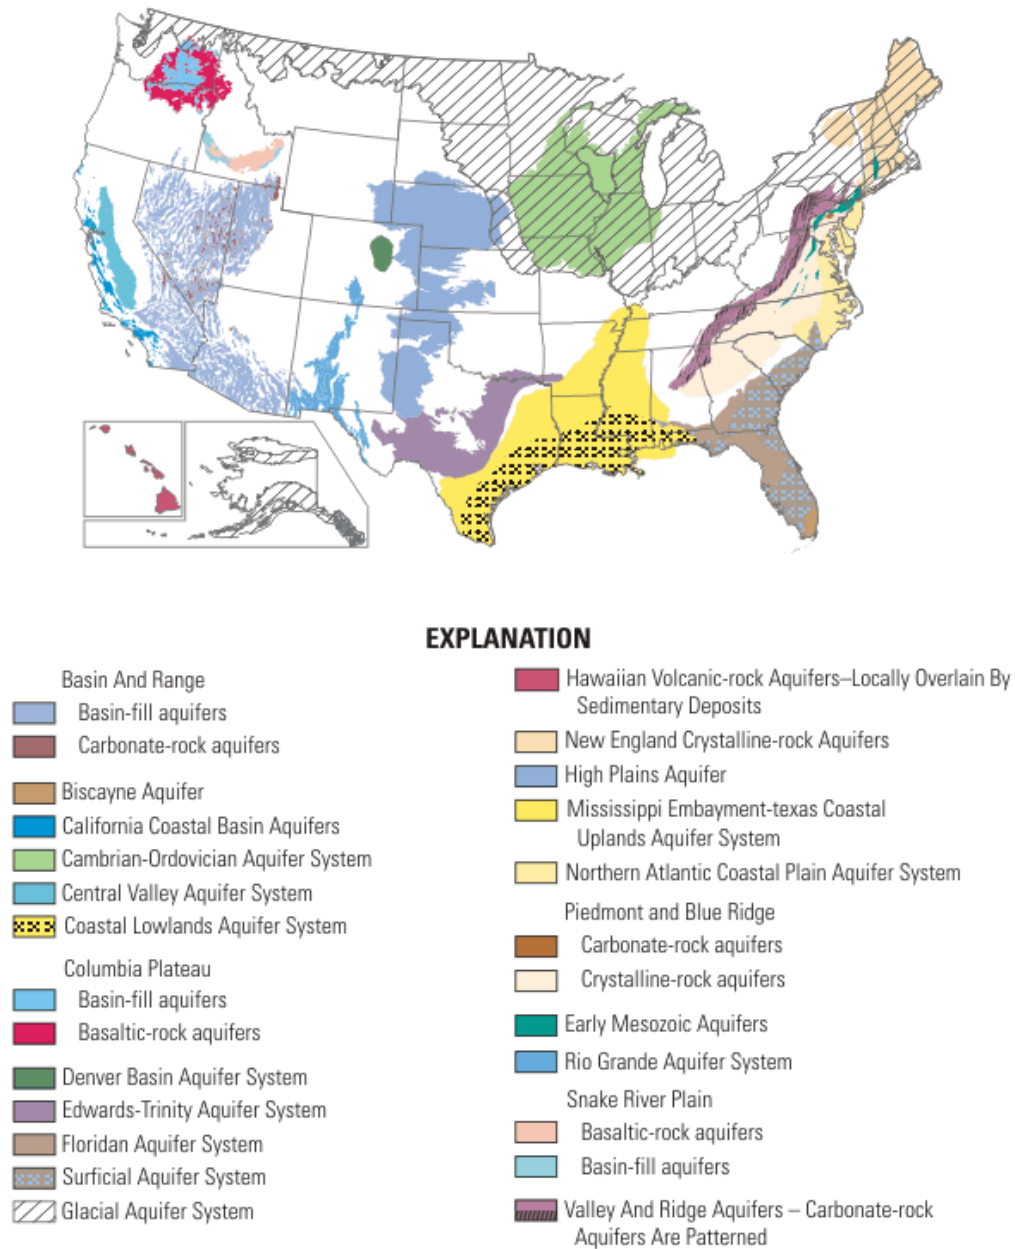 EXPLANATION
Basin And Range
Basin-fill aquifers
Carbonate-rock aquifers
Biscayne Aquifer
California Coastal Basin Aquifers
Cambrian-Ordovician Aquifer System
Central Valley Aquifer System
Coastal Lowlands Aquifer System
Columbia Plateau
Basin-fill aquifers
Basaltic-rock aquifers
Denver Basin Aquifer System
Edwards-Trinity Aquifer System
Floridan Aquifer System
Surficial Aquifer System
Glacial Aquifer System
Hawaiian Volcanic-rock Aquifers–Locally Overlain By
Sedimentary Deposits
New England Crystalline-rock Aquifers
High Plains Aquifer
Mississippi Embayment-texas Coastal
Uplands Aquifer System
Northern Atlantic Coastal Plain Aquifer System
Piedmont and Blue Ridge
Carbonate-rock aquifers
Crystalline-rock aquifers
Early Mesozoic Aquifers
Rio Grande Aquifer System
Snake River Plain
Basaltic-rock aquifers
Basin-fill aquifers
Valley And Ridge Aquifers – Carbonate-rock
Aquifers Are Patterned